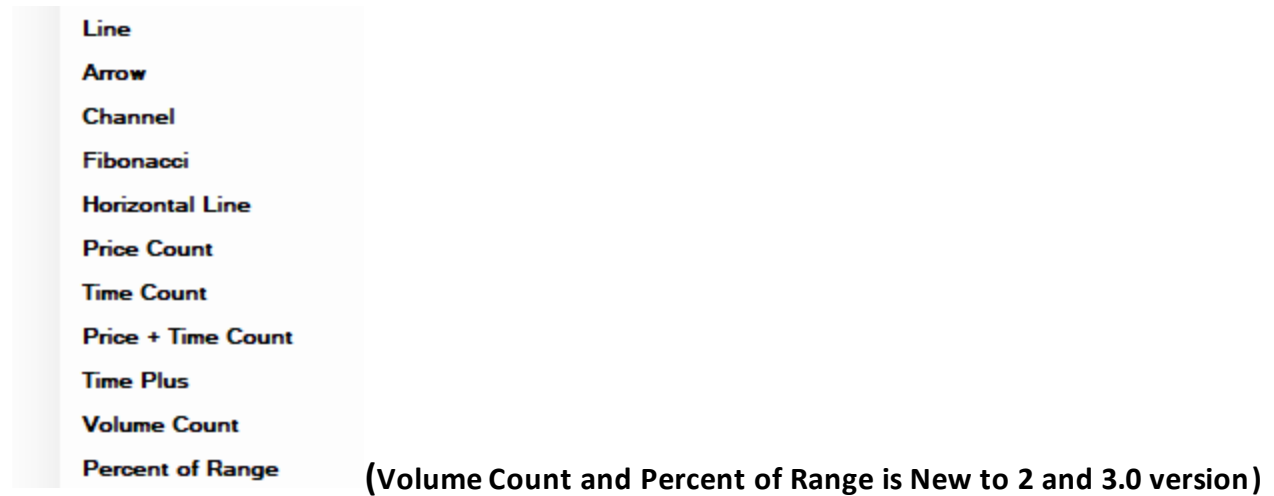 Line
Arrow
Channel
Fibonacci
Horizontal Line
Price Count
Time Count
Price + Time Count
Time Plus
Volume Count
Percent of Range (Volume Count and Percent of Range is New to 2 and 3.0 version)